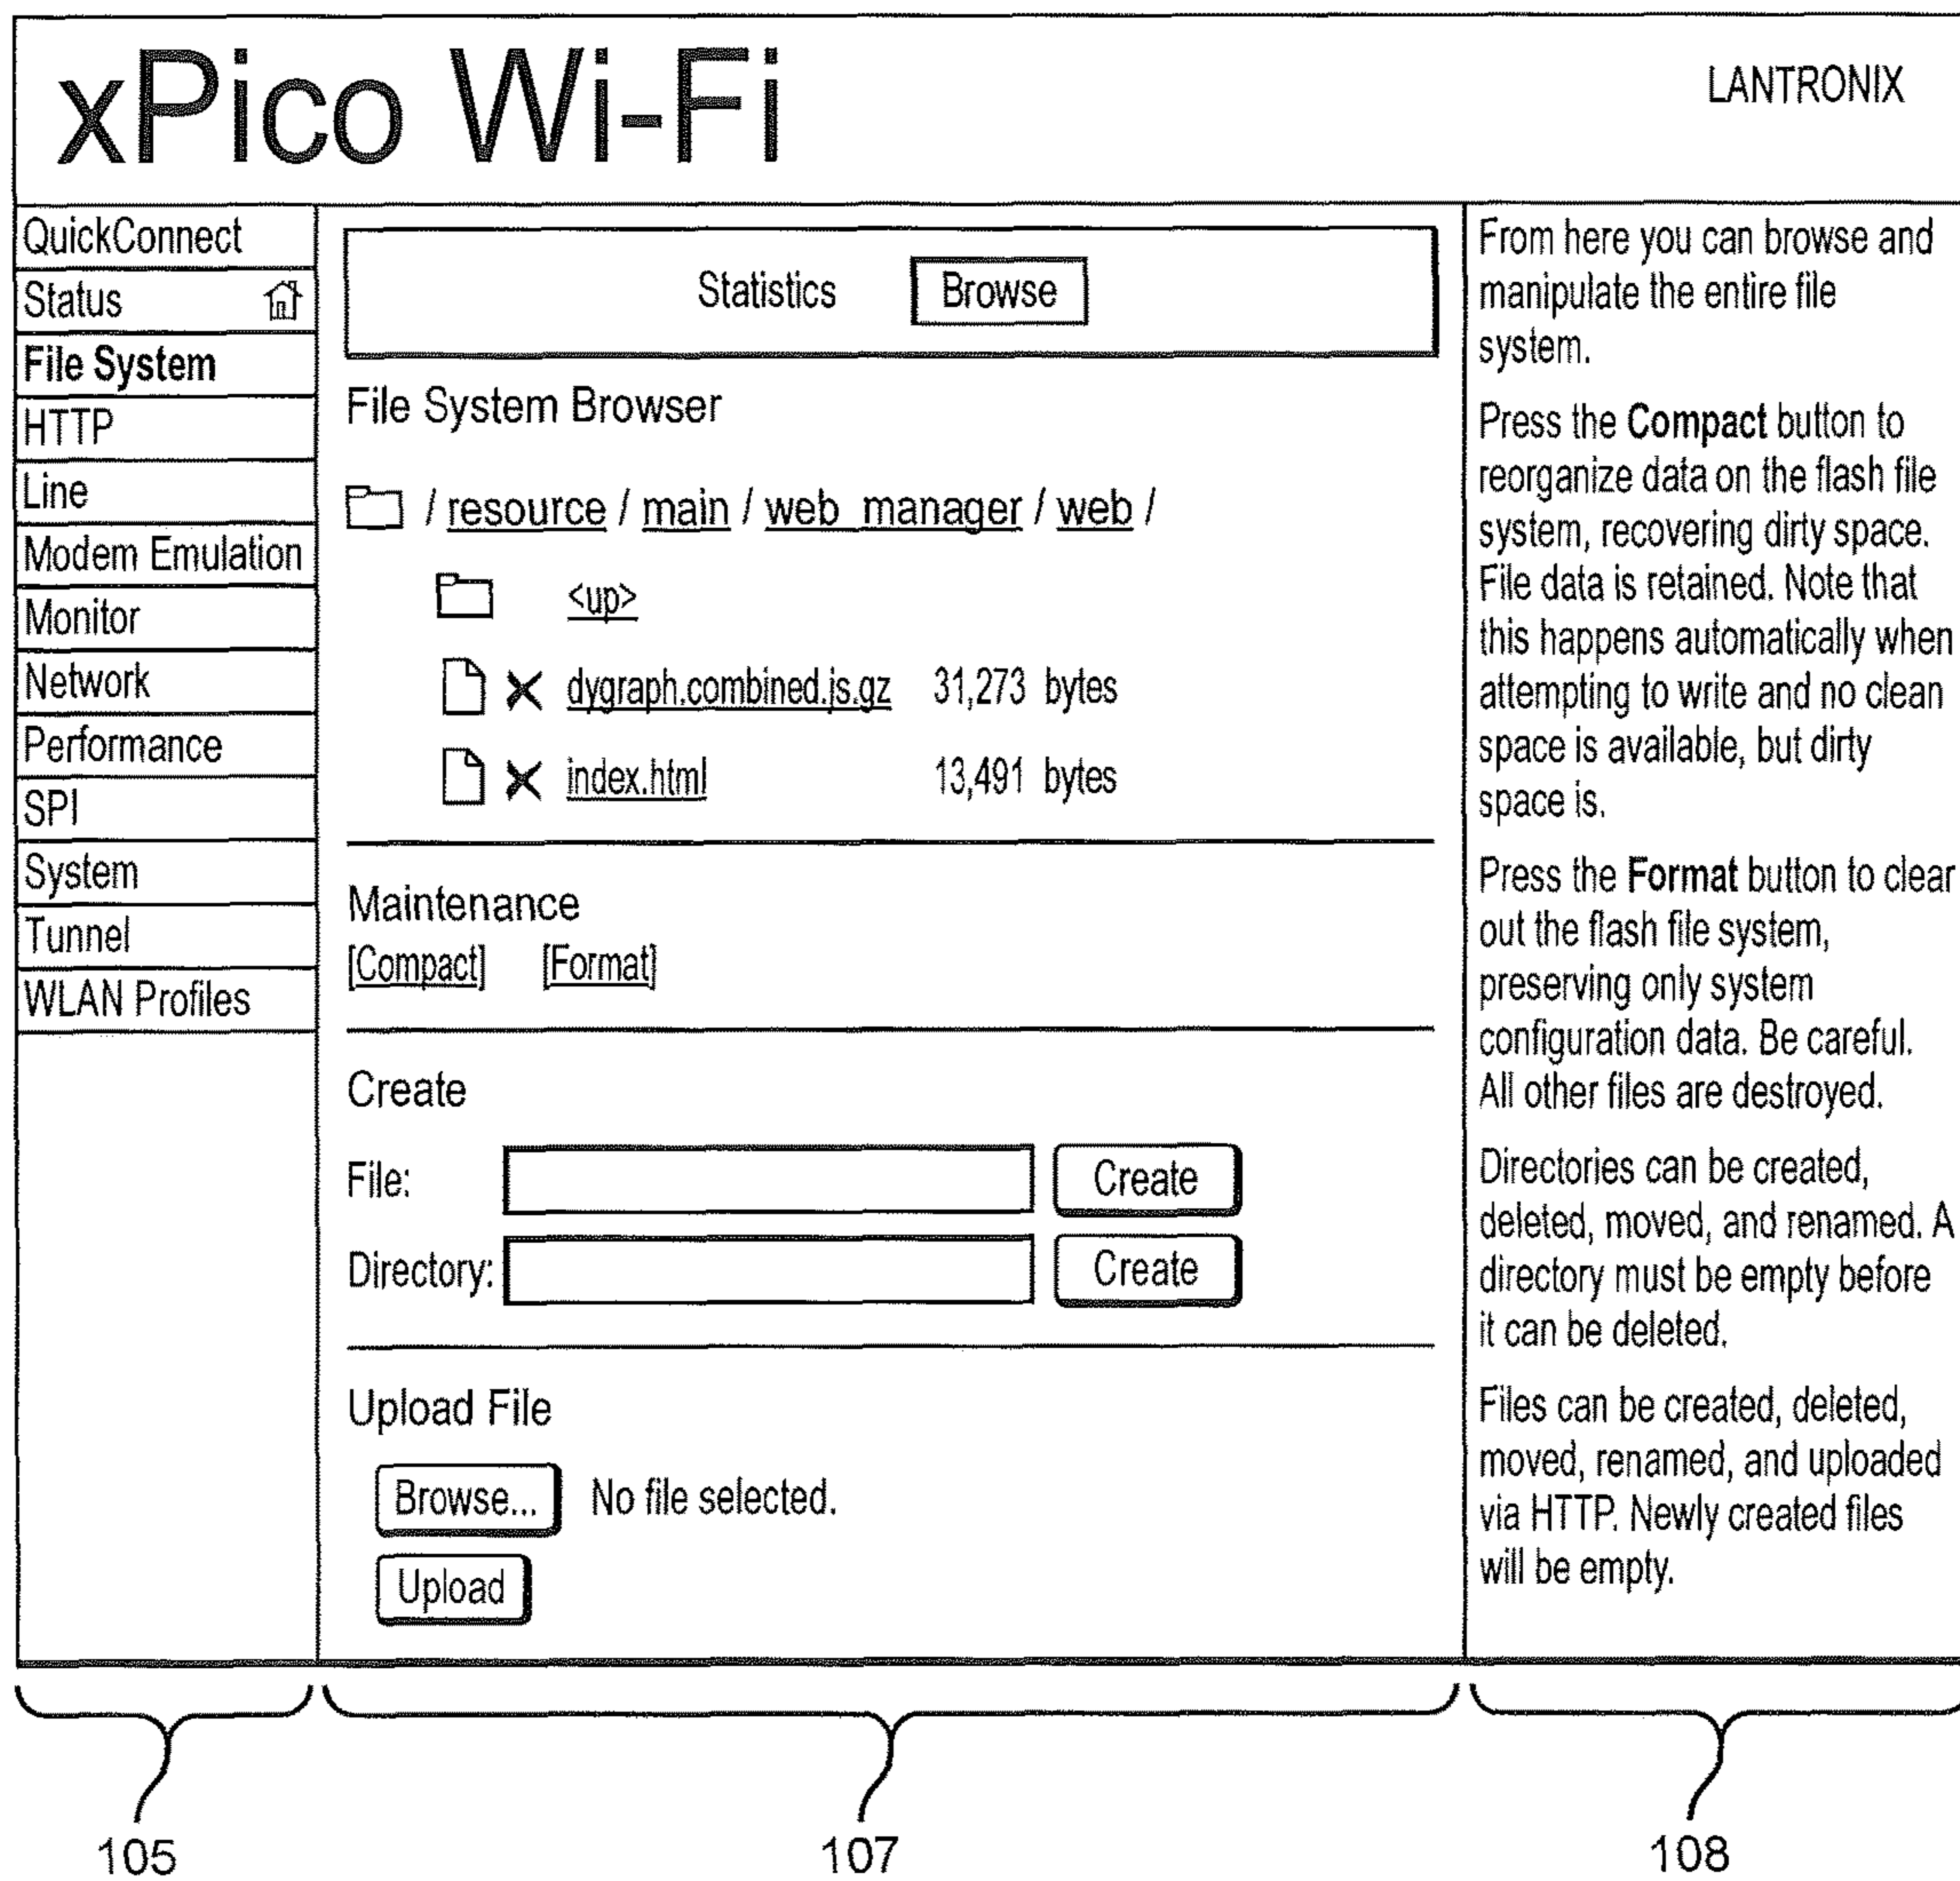 xPico Wi-Fi
LANTRONIX
QuickConnect
Status
File System
HTTP
Line
Modem Emulation
Monitor
Network
Performance
SPI
System
Tunnel
WLAN Profiles
Statistics Browse
File System Browser
/ resource / main / web_manager / web /
<up>
dygraph.combined.js.gz 31,273 bytes
index.html 13,491 bytes
Maintenance
[Compact] [Format]
Create
File: Create
Directory: Create
Upload File
Browse... No file selected.
Upload
From here you can browse and
manipulate the entire file
system.
Press the Compact button to
reorganize data on the flash file
system, recovering dirty space.
File data is retained. Note that
this happens automatically when
attempting to write and no clean
space is available, but dirty
space is.
Press the Format button to clear
out the flash file system,
preserving only system
configuration data. Be careful.
All other files are destroyed.
Directories can be created,
deleted, moved, and renamed. A
directory must be empty before
it can be deleted.
Files can be created, deleted,
moved, renamed, and uploaded
via HTTP. Newly created files
will be empty.
105
107
108